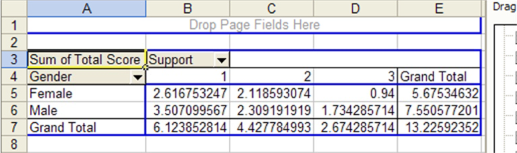 Drag
A B C D E
1 Drop Page Fields Here
2
3 Sum of Total Score Support
4 Gender 1 2 3 Grand Total
5 Female 2.616753247 2.118593074 0.94 5.67534632
6 Male 3.507099567 2.309191919 1.734285714 7.550577201
7 Grand Total 6.123852814 4.427784993 2.674285714 13.22592352
8